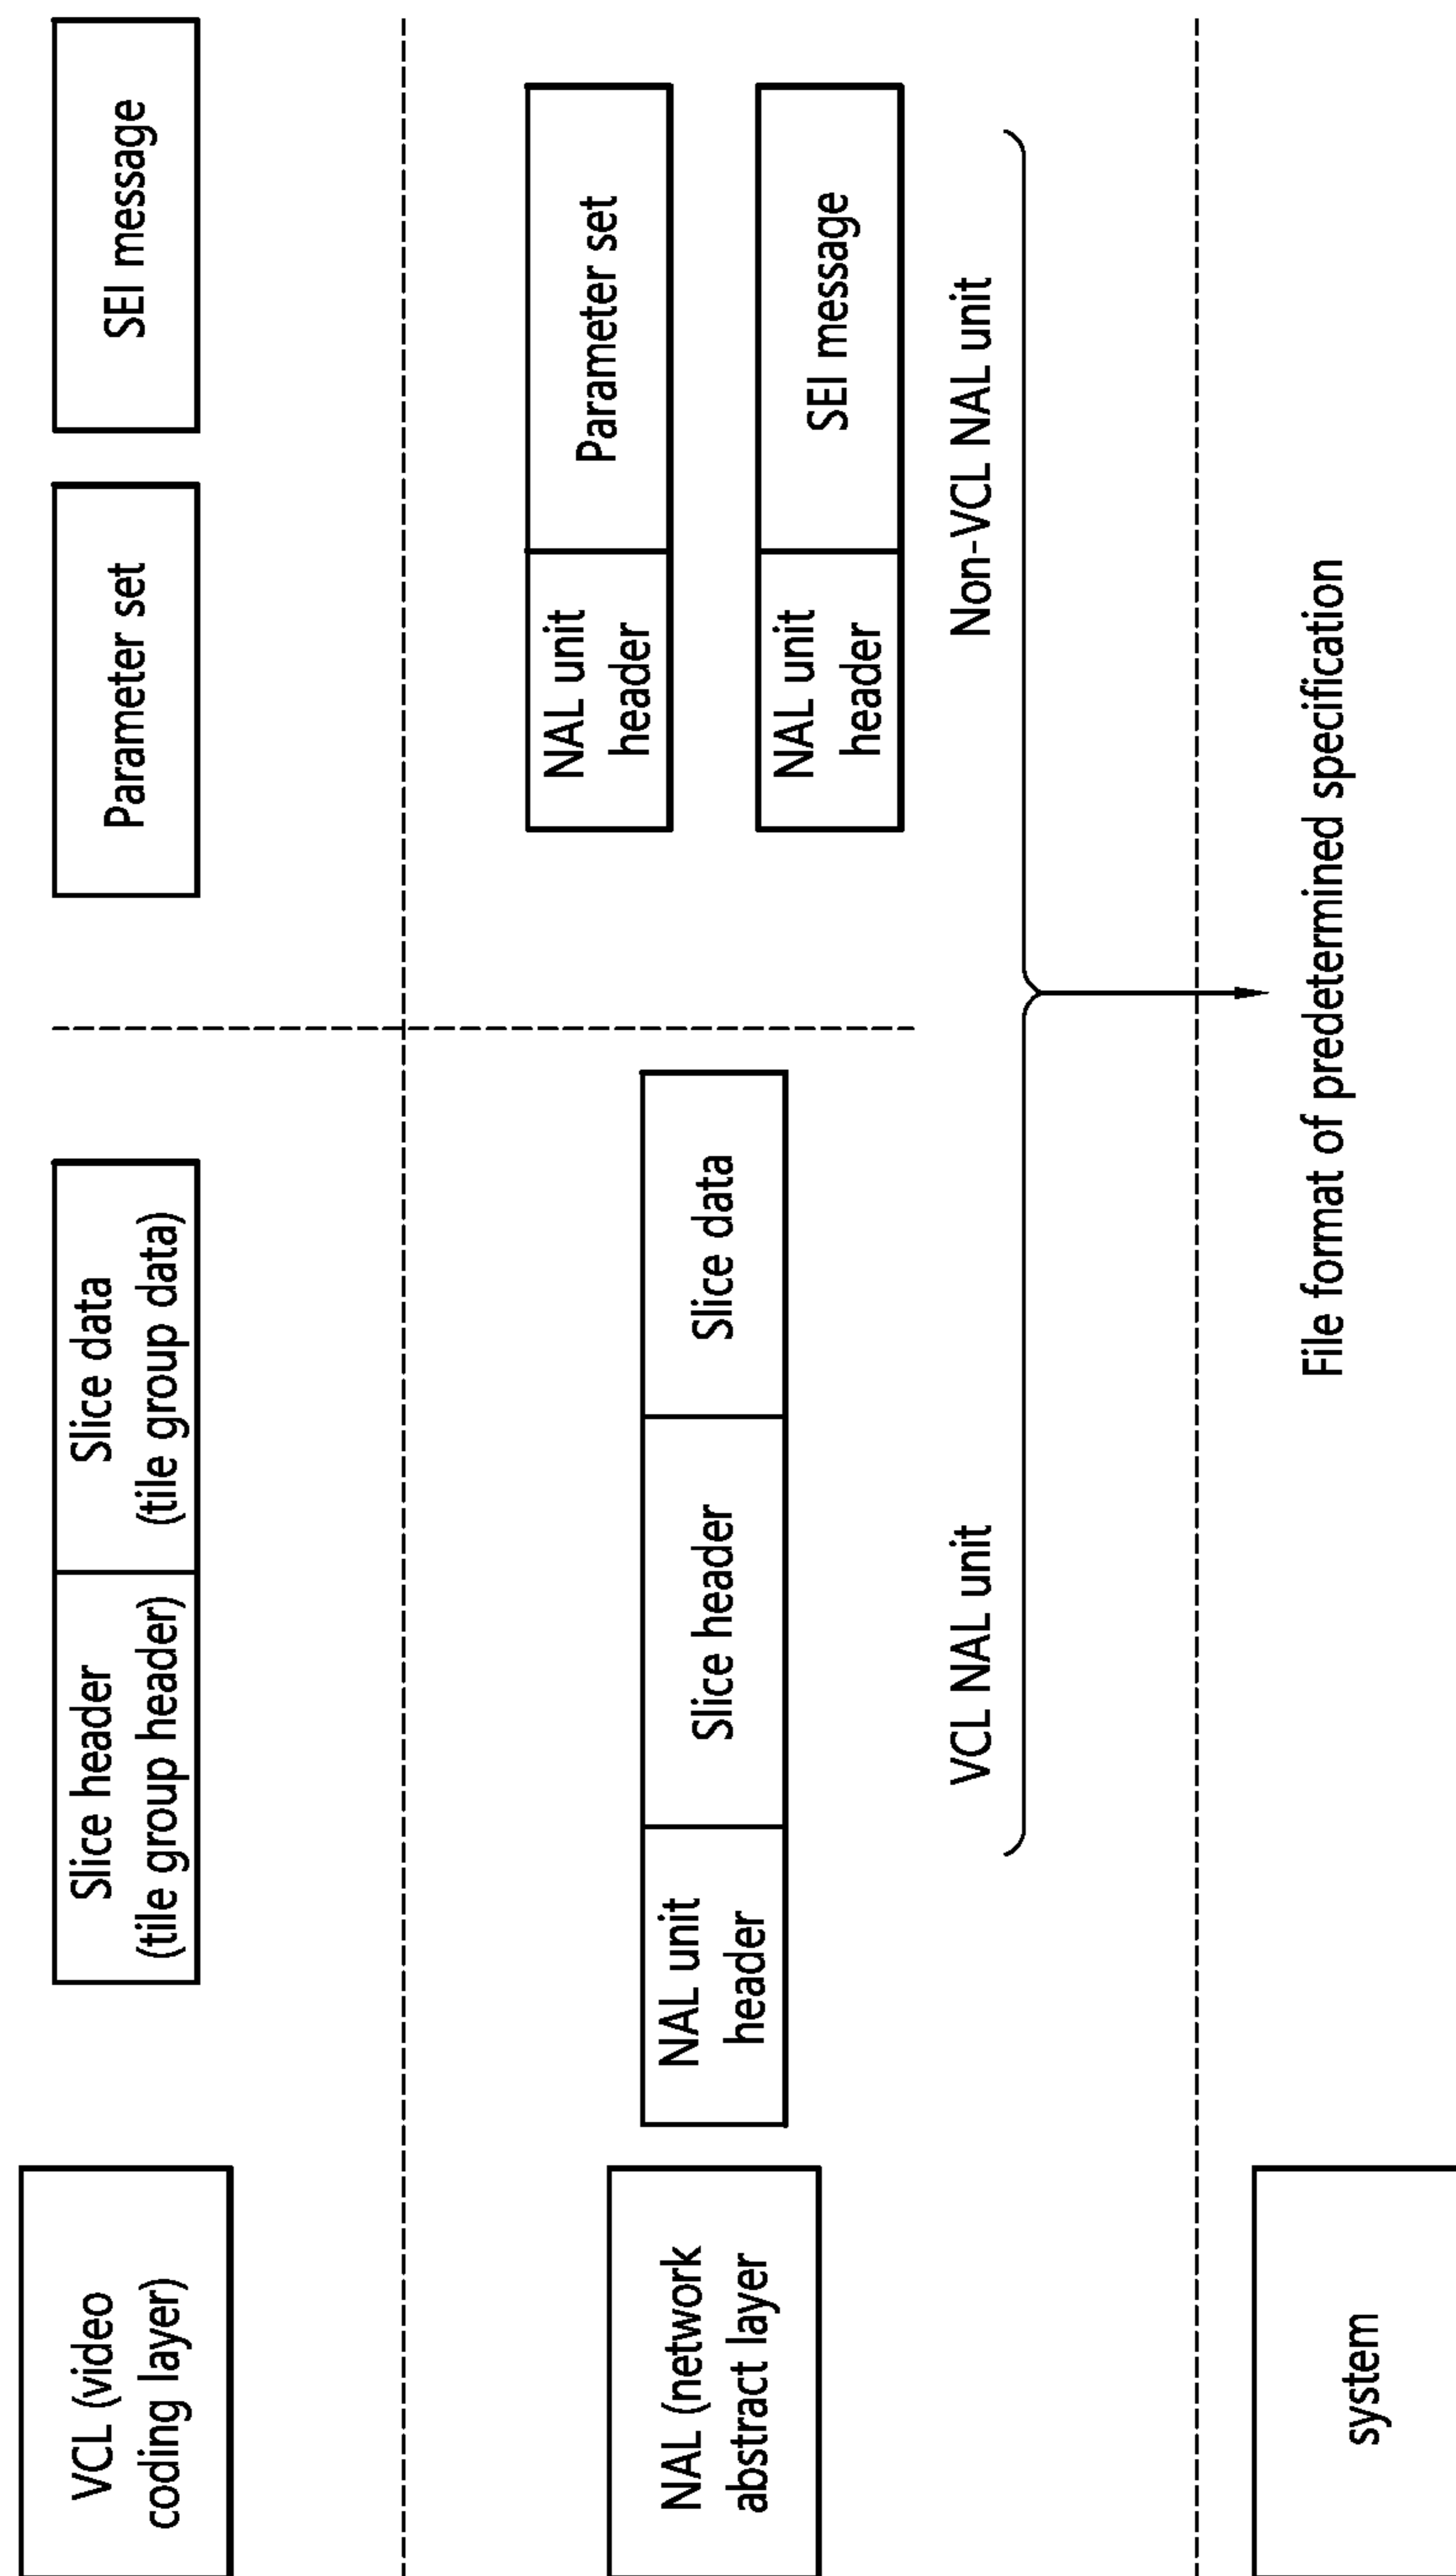 VCL (video
coding layer)
Slice header
(tile group header)
Slice data
(tile group data)
Parameter set
SEI message
NAL (network
abstract layer
NAL unit
header
Slice header
Slice data
NAL unit
header
Parameter set
NAL unit
header
SEI message
VCL NAL unit
Non-VCL NAL unit
system
File format of predetermined specification